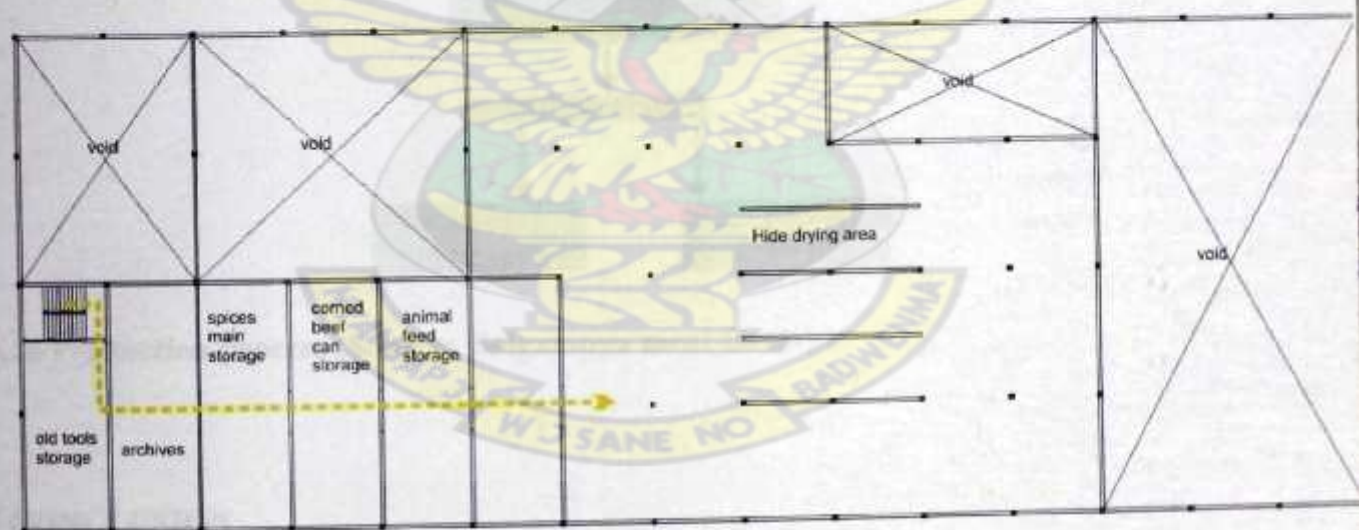 void
void
void
void
Hide drying area
spices
main
storage
corned
beef
can
storage
animal
feed
storage
old tools
storage
archives
BADWENMA
W
SANE NO